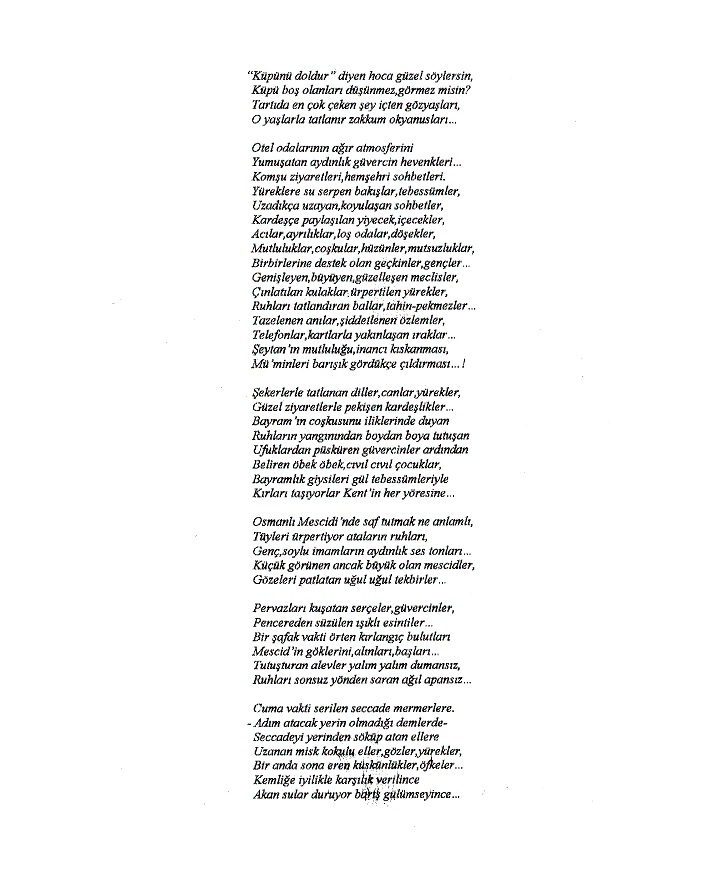 “Küpünü doldur” diyen hoca güzel söylersin,
Küpü boş olanları düşünmez,görmez misin?
Tartıda en çok çeken şey içten gözyaşları,
O yaşlarla tatlanır zakkum okyanusları...
Otel odalarının ağır atmosferini
Yumuşatan aydınlık güvercin hevenkleri...
Komşu ziyaretleri,hemşehri sohbetleri.
Yüreklere su serpen bakışlar,tebessümler,
Uzadıkça uzayan,koyulaşan sohbetler,
Kardeşçe paylaşılan yiyecek,içecekler,
Acılar,ayrılıklar,loş odalar,döşekler,
Mutluluklar,coşkular,hüzünler,mutsuzluklar,
Birbirlerine destek olan geçkinler,gençler...
Genişleyen,büyüyen,güzelleşen meclisler,
Çınlatılan kulaklar,ürpertilen yürekler,
Ruhları tatlandıran ballar,tahin-pekmezler...
Tazelenen anılar,şiddetlenen özlemler,
Telefonlar,kartlarla yakınlaşan ıraklar...
Şeytan’ın mutluluğu,inancı kıskanması,
Mü’minleri barışık gördükçe çıldırması...!
Şekerlerle tatlanan diller,canlar,yürekler,
Güzel ziyaretlerle pekişen kardeşlikler...
Bayram’ın coşkusunu iliklerinde duyan
Ruhların yangınından boydan boya tutuşan
Ufuklardan püsküren güvercinler ardından
Beliren öbek öbek,cıvıl cıvıl çocuklar,
Bayramlık giysileri gül tebessümleriyle
Kırları taşıyorlar Kent’in her yöresine...
Osmanlı Mescidi’nde saf tutmak ne anlamlı,
Tüyleri ürpertiyor ataların ruhları,
Genç,soylu imamların aydınlık ses tonları...
Küçük görünen ancak büyük olan mescidler,
Gözeleri patlatan uğul uğul tekbirler...
Pervazları kuşatan serçeler,güvercinler,
Pencereden süzülen ışıklı esintiler...
Bir şafak vakti örten kırlangıç bulutları
Mescid’in göklerini,alınları,başları...
Tutuşturan alevler yalım yalım dumansız,
Ruhları sonsuz yönden saran ağıl apansız...
Cuma vakti serilen seccade mermerlere.
-Adım atacak yerin olmadığı demlerde-
Seccadeyi yerinden söküp atan ellere
Uzanan misk kokulu eller,gözler,yürekler,
Bir anda sona eren küskünlükler,öfkeler...
Kemliğe iyilikle karşılık verilince
Akan sular duruyor barış gülümseyince...